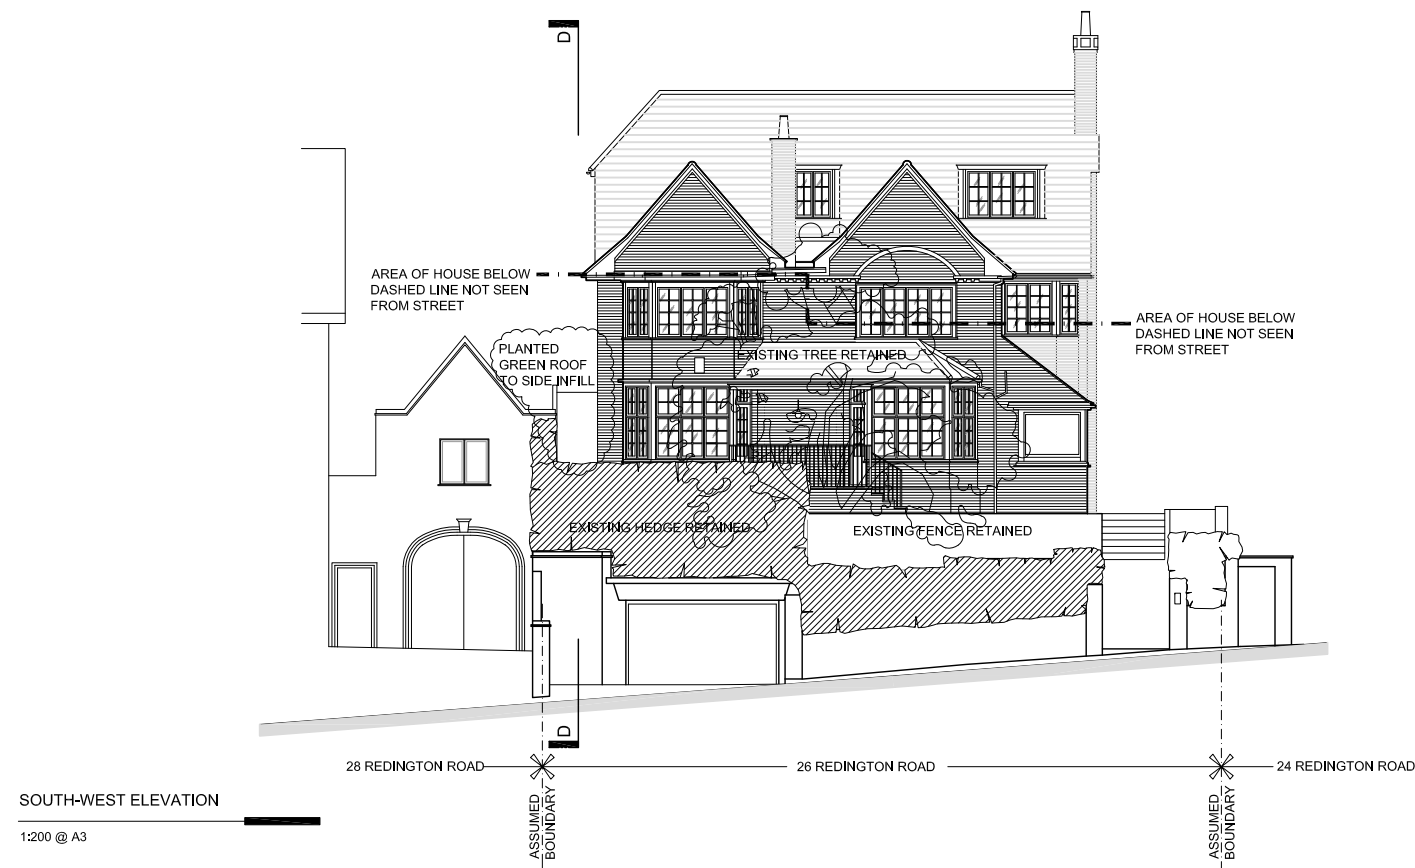 D
AREA OF HOUSE BELOW
DASHED LINE NOT SEEN
FROM STREET
AREA OF HOUSE BELOW
DASHED LINE NOT SEEN
FROM STREET
PLANTED
GREEN ROOF
TO SIDE INFILL
EXISTING TREE RETAINED
EXISTING HEDGE RETAINED
EXISTING FENCE RETAINED
D
28 REDINGTON ROAD
26 REDINGTON ROAD
24 REDINGTON ROAD
ASSUMED
BOUNDARY
ASSUMED
BOUNDARY
SOUTH-WEST ELEVATION
1:200 @ A3